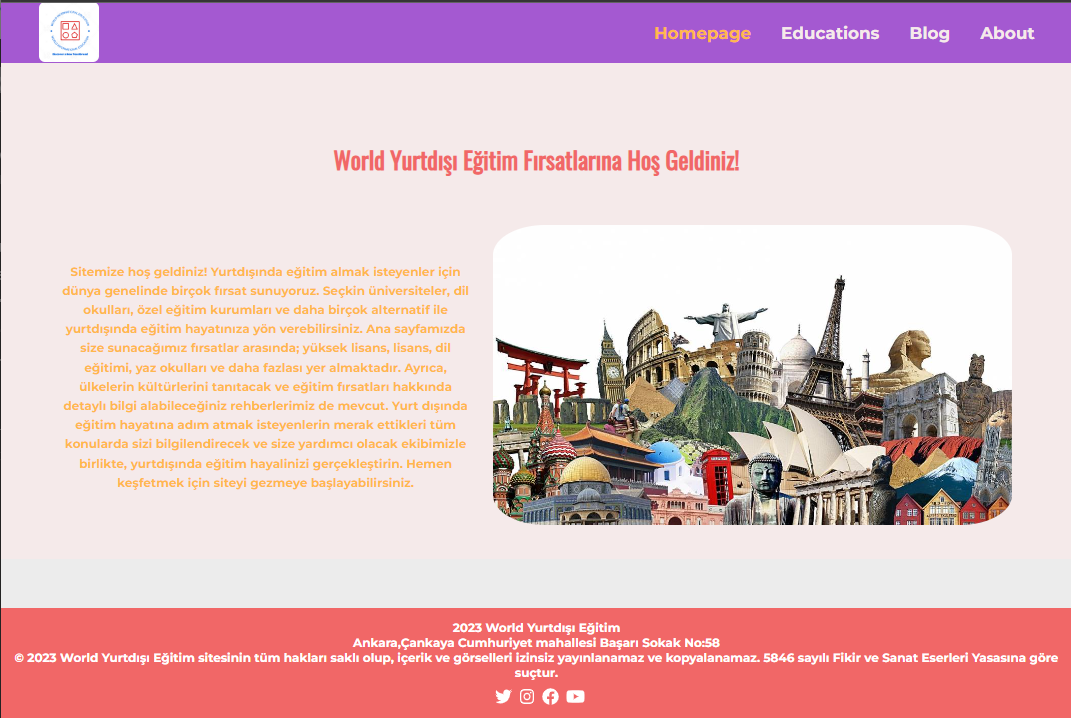 Homepage Educations Blog About
World Yurtdışı Eğitim Fırsatlarına Hoş Geldiniz!
Sitemize hoş geldiniz! Yurtdışında eğitim almak isteyenler için
dünya genelinde birçok fırsat sunuyoruz. Seçkin üniversiteler, dil
okulları, özel eğitim kurumları ve daha birçok alternatif ile
yurtdışında eğitim hayatınıza yön verebilirsiniz. Ana sayfamızda
size sunacağımız fırsatlar arasında; yüksek lisans, lisans, dil
eğitimi, yaz okulları ve daha fazlası yer almaktadır. Ayrıca,
ülkelerin kültürlerini tanıtacak ve eğitim fırsatları hakkında
detaylı bilgi alabileceğiniz rehberlerimiz de mevcut. Yurt dışında
eğitim hayatına adım atmak isteyenlerin merak ettikleri tüm
konularda sizi bilgilendirecek ve size yardımcı olacak ekibimizle
birlikte, yurtdışında eğitim hayalinizi gerçekleştirin. Hemen
keşfetmek için siteyi gezmeye başlayabilirsiniz.
2023 World Yurtdışı Eğitim
Ankara,Çankaya Cumhuriyet mahallesi Başarı Sokak No:58
© 2023 World Yurtdışı Eğitim sitesinin tüm hakları saklı olup, içerik ve görselleri izinsiz yayınlanamaz ve kopyalanamaz. 5846 sayılı Fikir ve Sanat Eserleri Yasasına göre
suçtur.